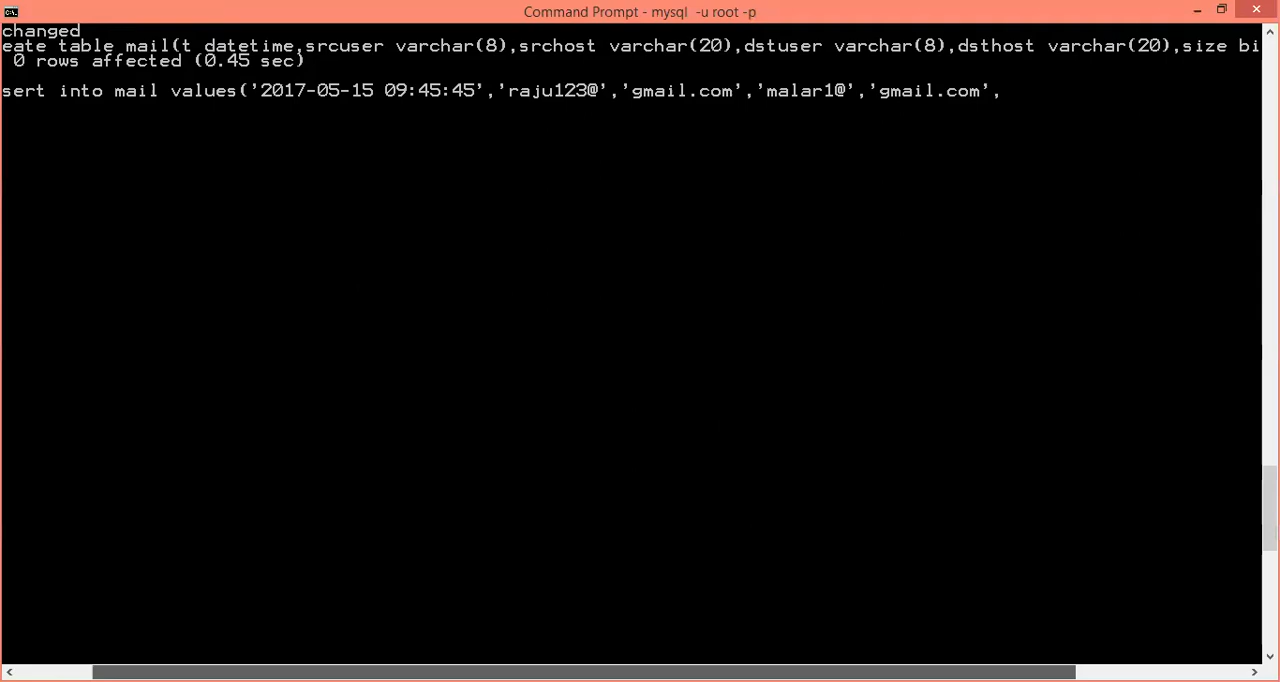 Command Prompt - mysql  -u root -p
changed
eate table mail(t datetime,srcuser varchar(8),srchost varchar(20),dstuser varchar(8),dsthost varchar(20),size bi
0 rows affected (0.45 sec)
sert into mail values('2017-05-15 09:45:45','raju123@','gmail.com','malar1@','gmail.com',